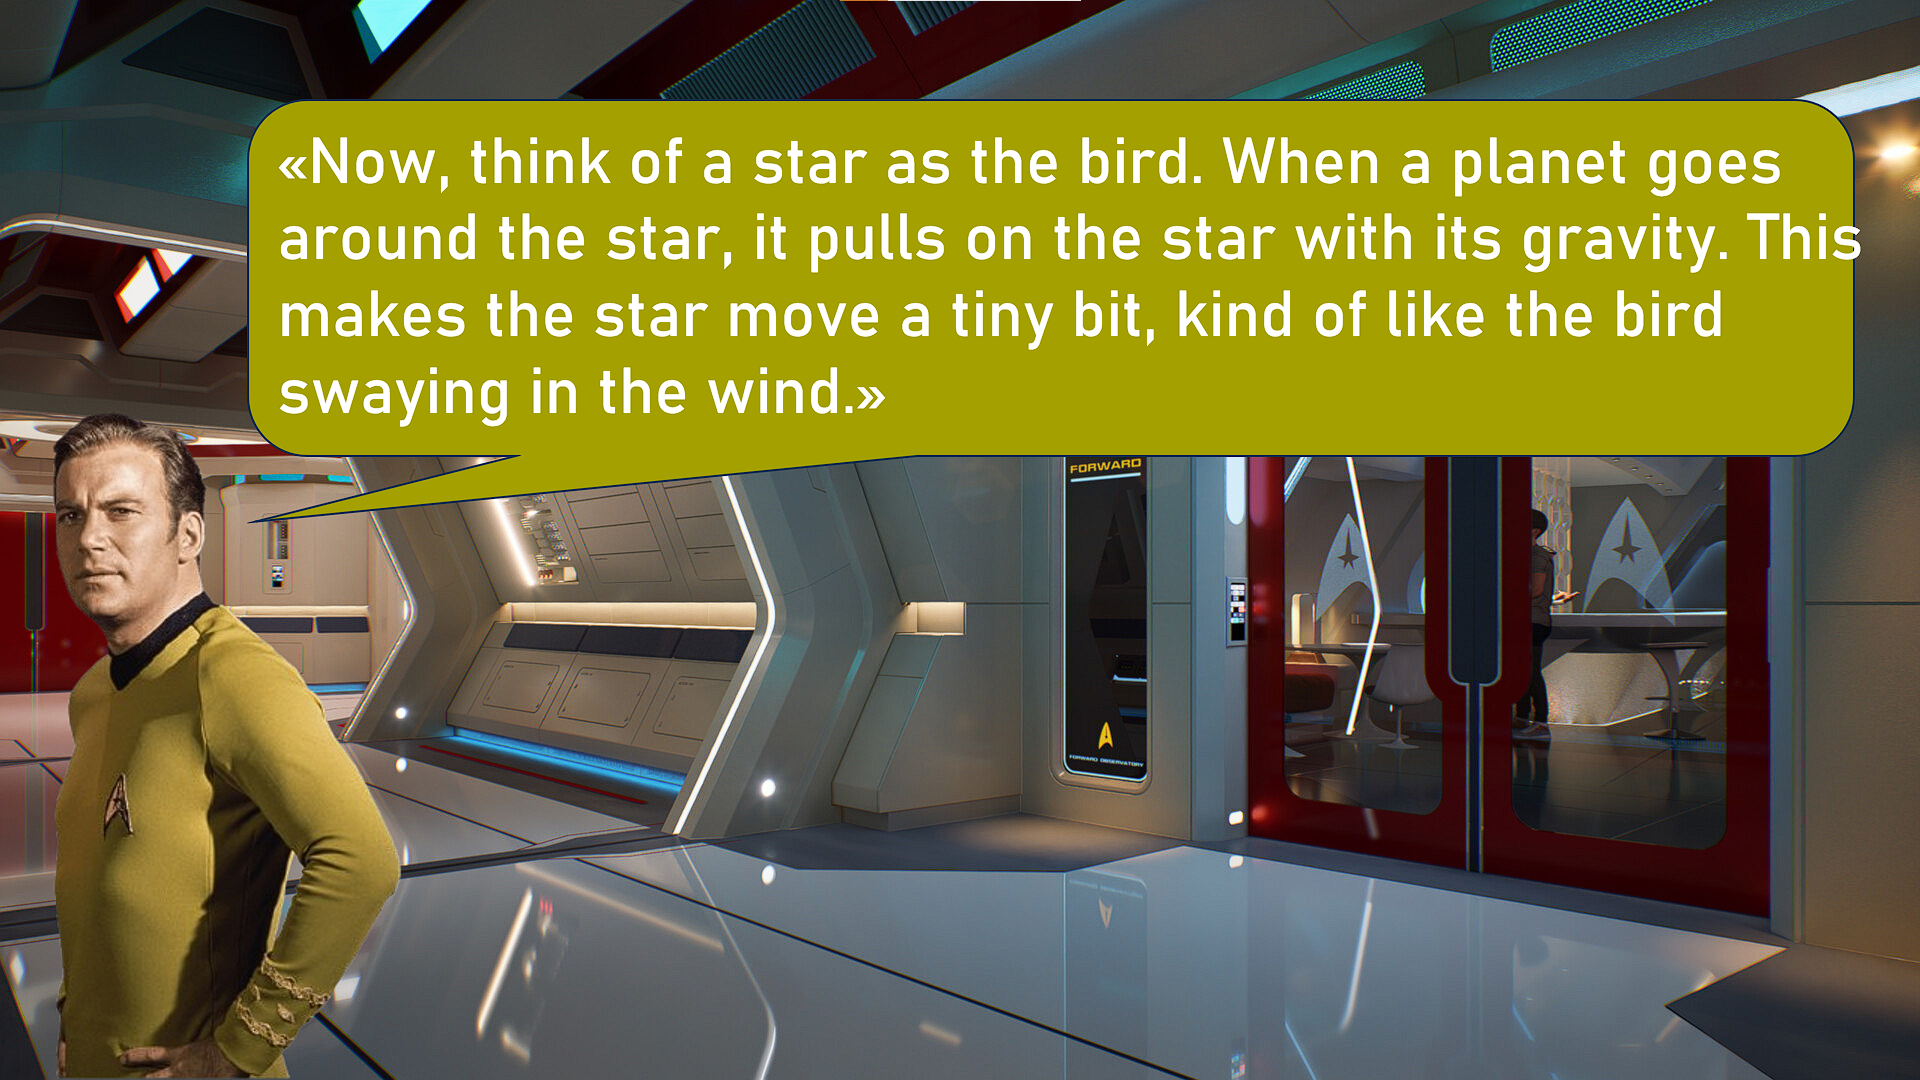 «Now, think of a star as the bird. When a planet goes
around the star, it pulls on the star with its gravity. This
makes the star move a tiny bit, kind of like the bird
swaying in the wind.»
FORWARD
FORWARD OBSERVATORY